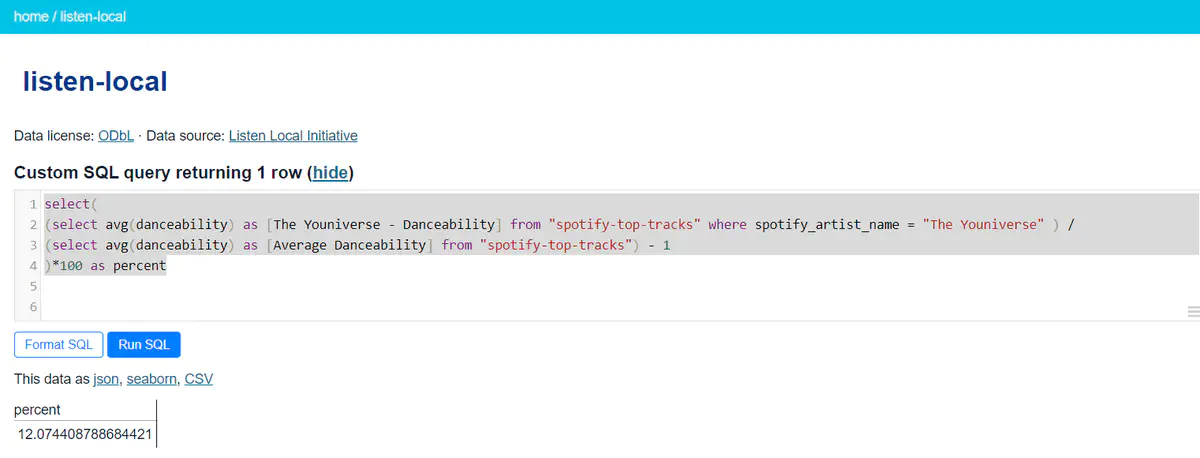 home / listen-local
listen-local
Data license: ODbL · Data source: Listen Local Initiative
Custom SQL query returning 1 row (hide)
1 select(
2 (select avg(danceability) as [The Youniverse - Danceability] from "spotify-top-tracks" where spotify_artist_name = "The Youniverse" ) /
3 (select avg(danceability) as [Average Danceability] from "spotify-top-tracks") - 1
4 )*100 as percent
5
6
Format SQL Run SQL
This data as json, seaborn, CSV
percent
12.074408788684421